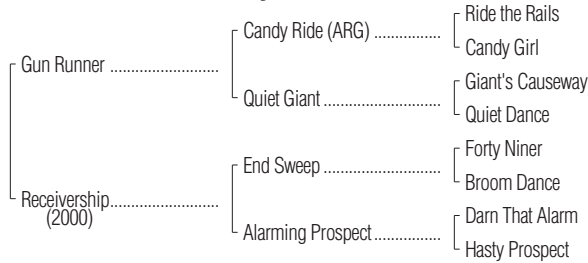 Ride the Rails
Candy Ride (ARG) ................
Candy Girl
Gun Runner ..........................
Giant's Causeway
Quiet Giant ............................
Quiet Dance
Forty Niner
End Sweep ............................
Broom Dance
Receivership..........................
(2000)
Darn That Alarm
Alarming Prospect ...................
Hasty Prospect